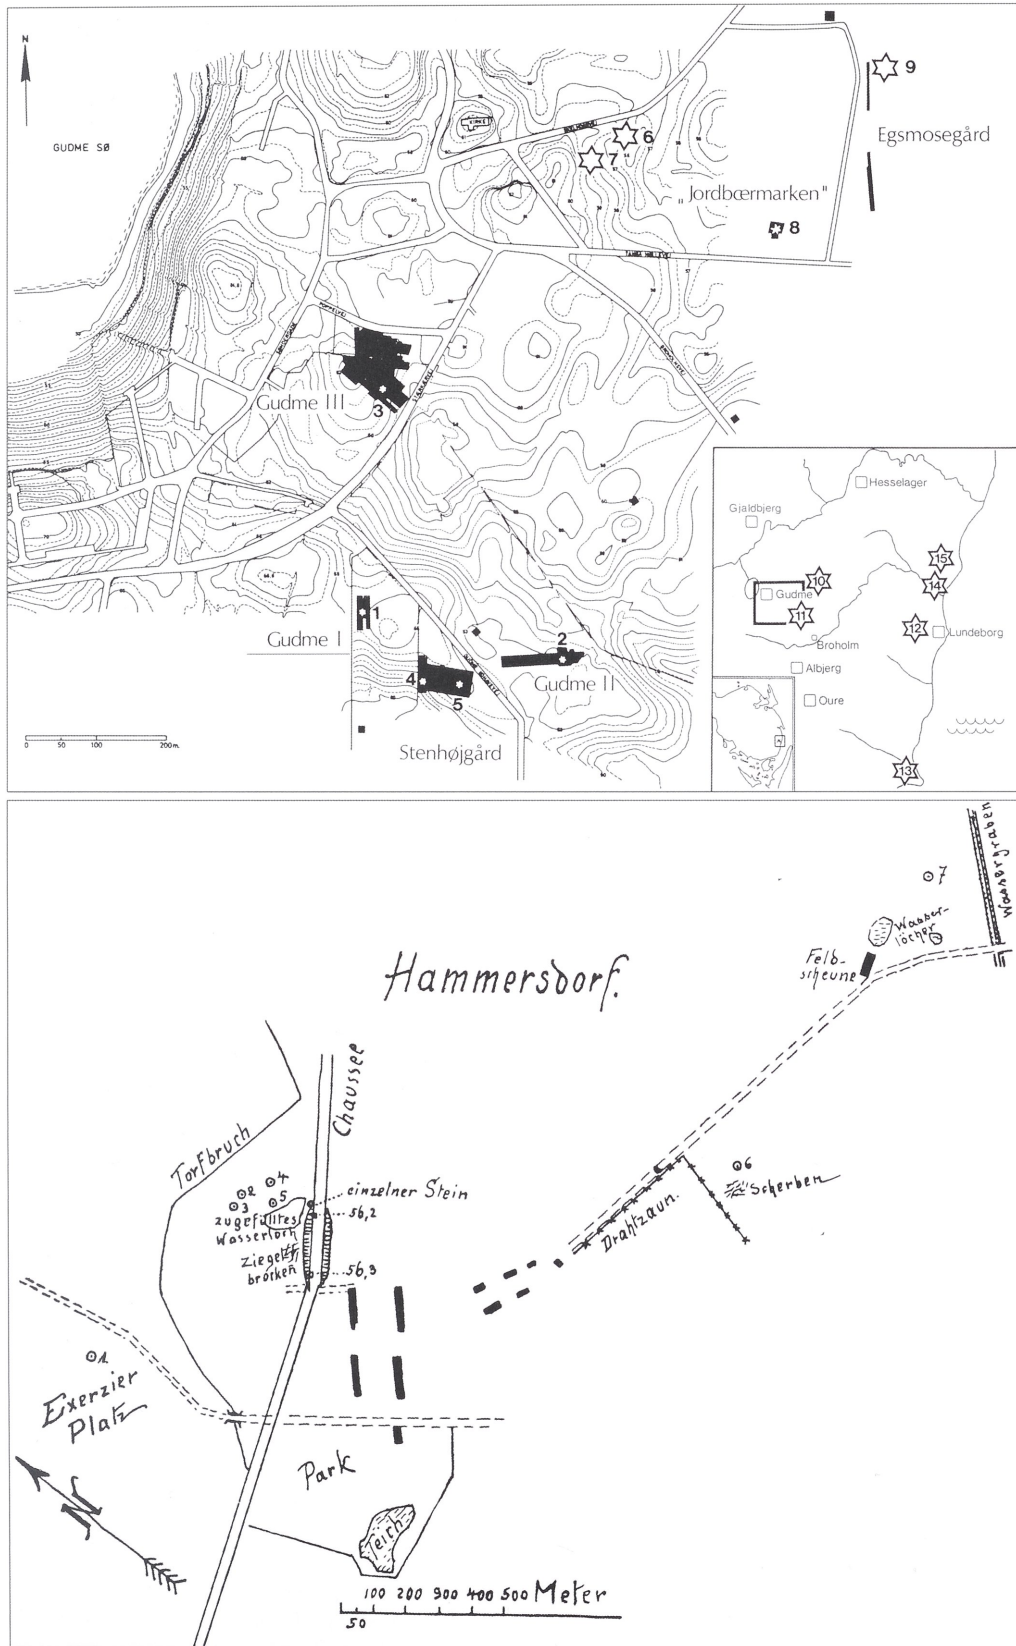 N
GUDME SØ
KIRKE
6
7
9
Egsmosegård
„Jordbærmarken"
8
TANGA MØLLEVEJ
Gudme III
3
Gudme I
1
2
4
5
Gudme II
Stenhøjgård
0 50 100 200m
Hesselager
Gjaldbjerg
15
14
10
Gudme
11
12
Lundeborg
Broholm
Albjerg
Oure
13
Wassergraben
7
Wasser-
löcher
Feld-
scheune
Hammersdorf.
Chaussee
Torfbruch
4
2
3
5
einzelner Stein
56,2
zugefülltes
Wasserloch
Ziegel
brocken
56,3
6
Scherben
Drahtzaun.
1.
Exerzier
Platz
N
Park
Teich
100 200 300 400 500 Meter
50